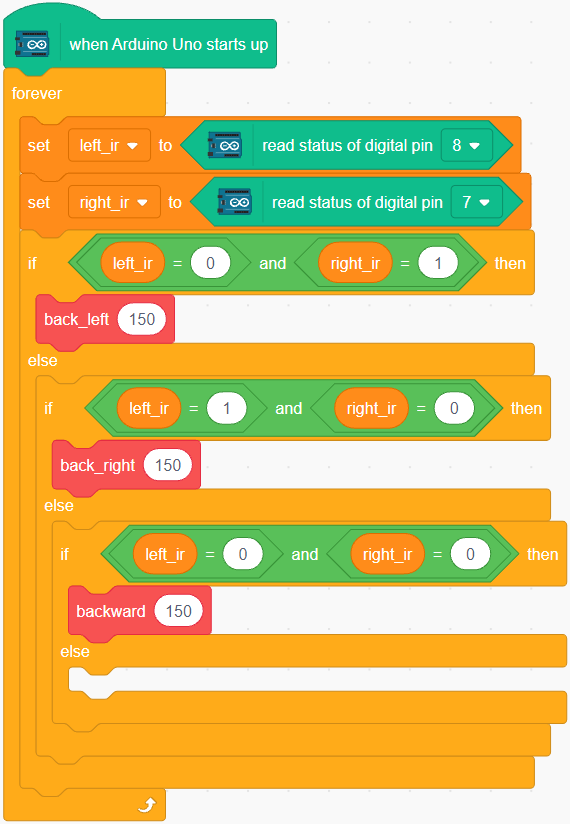 when Arduino Uno starts up
forever
set left_ir to read status of digital pin 8
set right_ir to read status of digital pin 7
if left_ir = 0 and right_ir = 1 then
back_left 150
else
if left_ir = 1 and right_ir = 0 then
back_right 150
else
if left_ir = 0 and right_ir = 0 then
backward 150
else